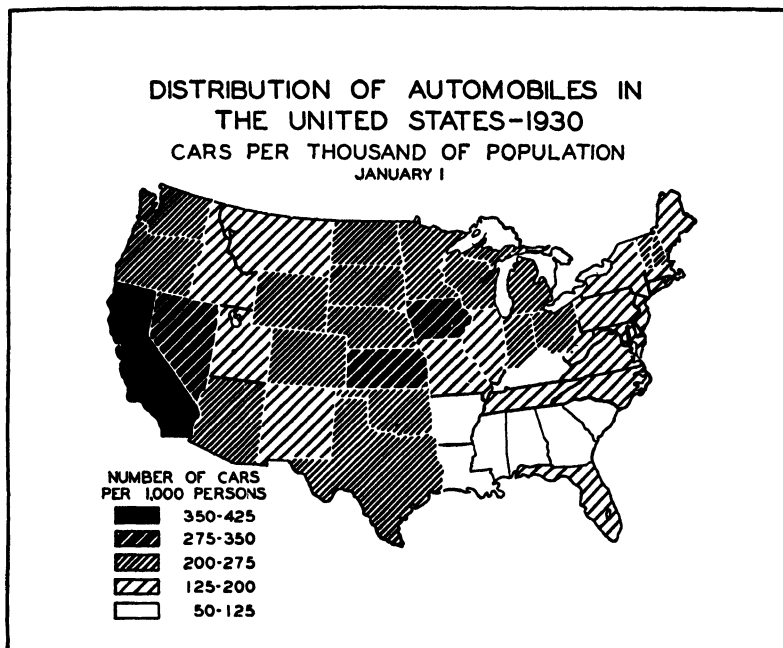 DISTRIBUTION OF AUTOMOBILES IN
THE UNITED STATES-1930
CARS PER THOUSAND OF POPULATION
JANUARY 1
NUMBER OF CARS
PER 1,000 PERSONS
350-425
275-350
200-275
125-200
50-125